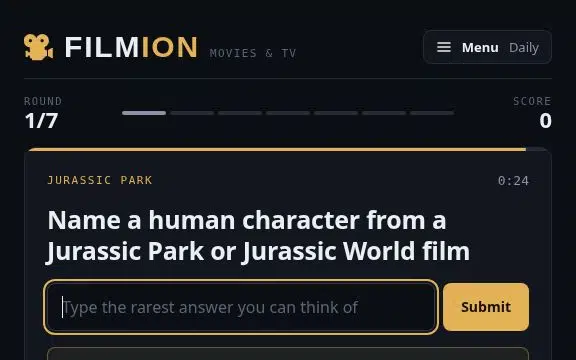 FILMION MOVIES & TV
Menu Daily
ROUND
1/7
SCORE
0
JURASSIC PARK
0:24
Name a human character from a
Jurassic Park or Jurassic World film
Type the rarest answer you can think of
Submit